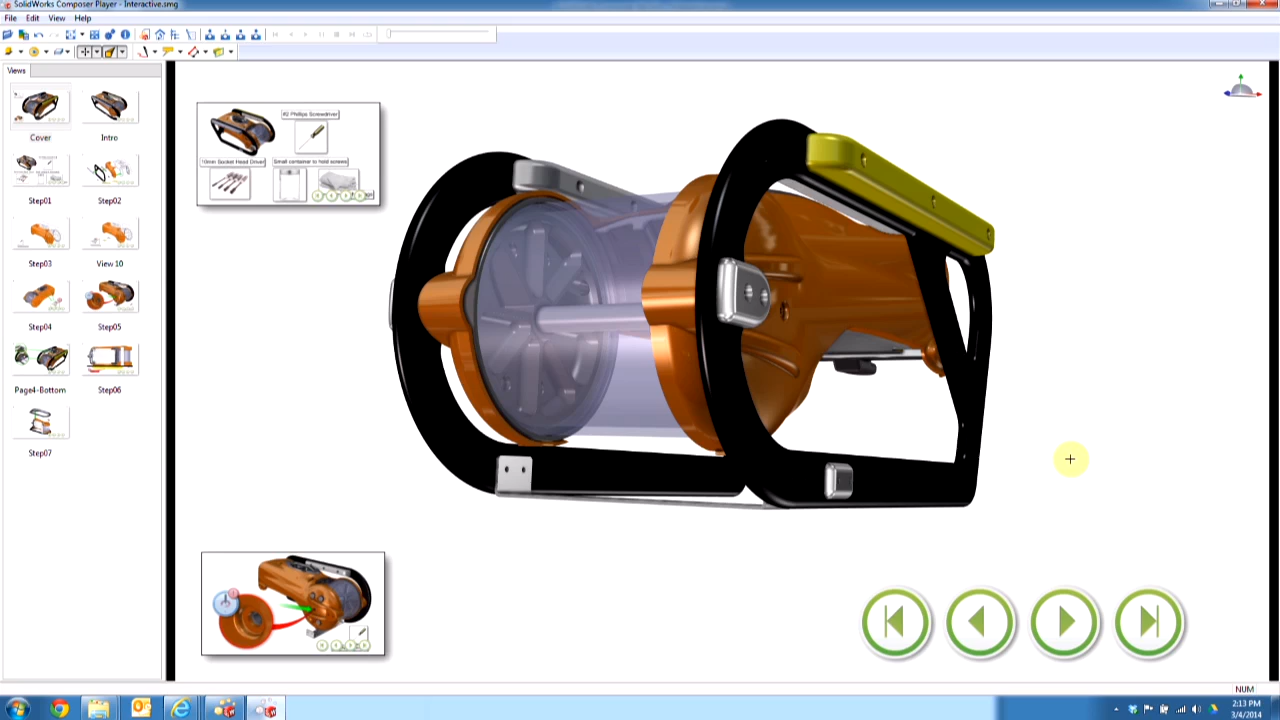 SolidWorks Composer Player - Interactive.smg
File Edit View Help
Views
Cover Intro
Step01 Step02
Step03 View 10
Step04 Step05
Page4-Bottom Step06
Step07
#2 Phillips Screwdriver
10mm Socket Head Driver Small container to hold screws
NUM
2:13 PM
3/4/2014